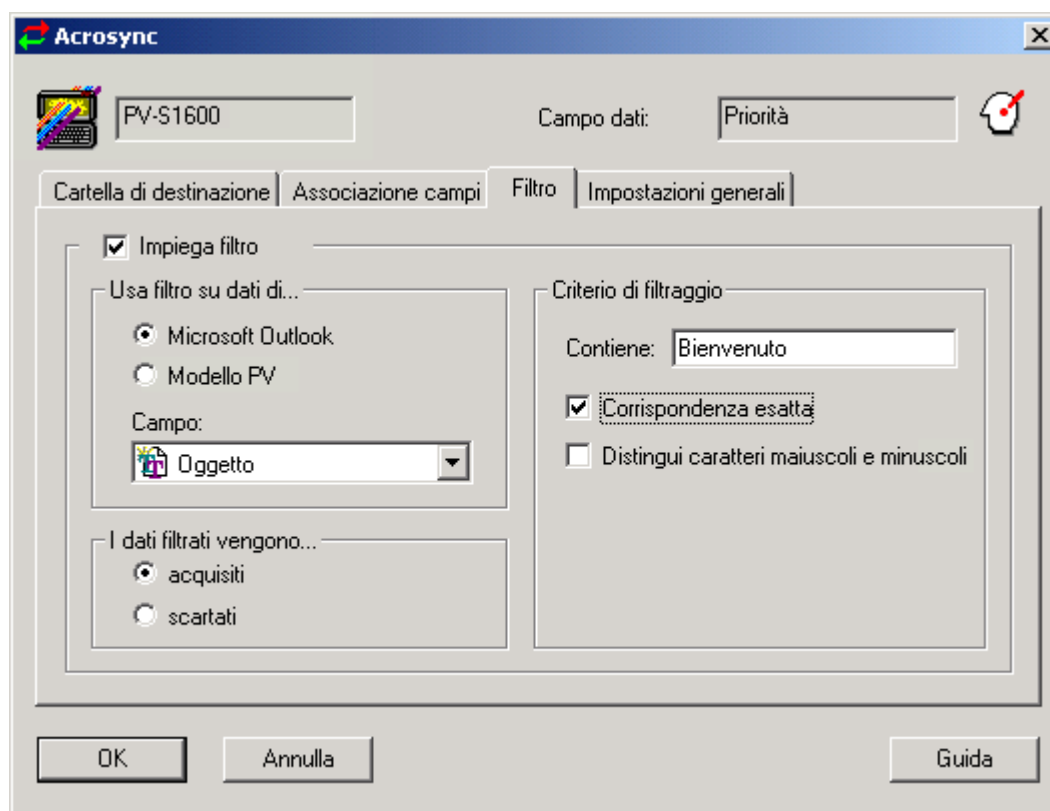 Acrosync
PV-S1600
Campo dati:
Priorità
Cartella di destinazione
Associazione campi
Filtro
Impostazioni generali
Impiega filtro
Usa filtro su dati di...
Microsoft Outlook
Modello PV
Campo:
Oggetto
I dati filtrati vengono...
acquisiti
scartati
Criterio di filtraggio
Contiene:
Bienvenuto
Corrispondenza esatta
Distingui caratteri maiuscoli e minuscoli
OK
Annulla
Guida